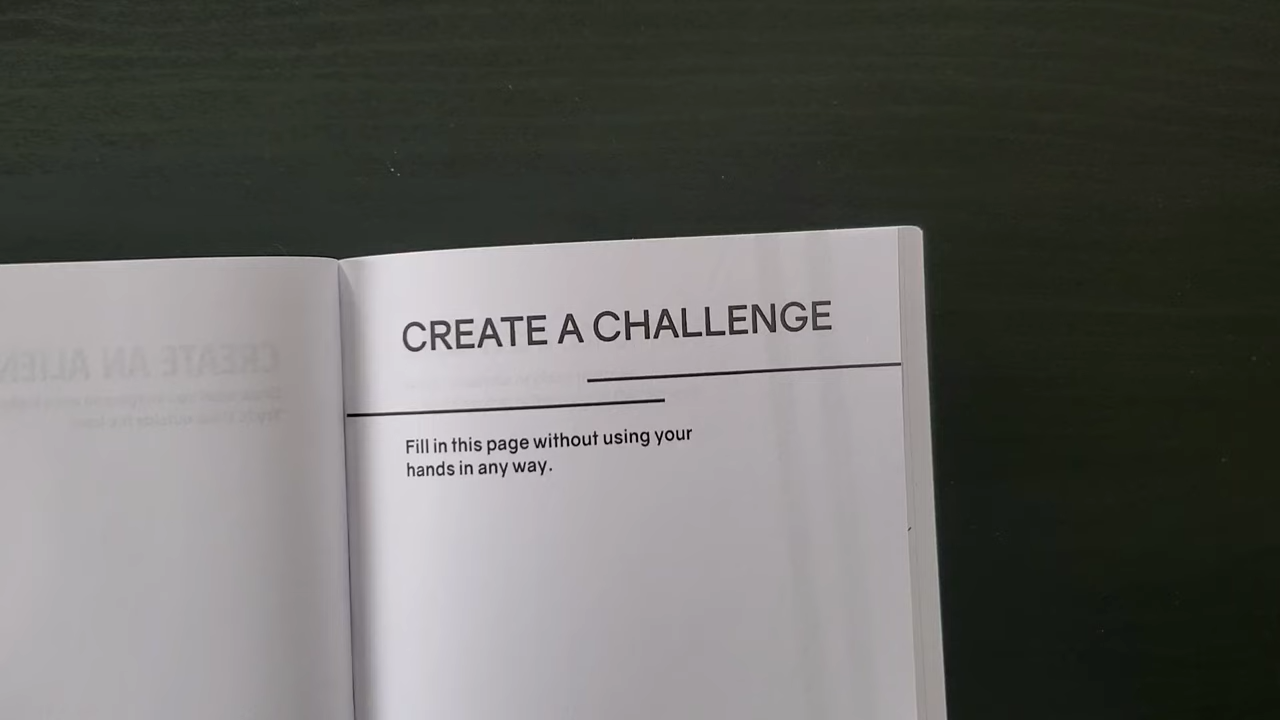 CREATE A CHALLENGE
Fill in this page without using your
hands in any way.